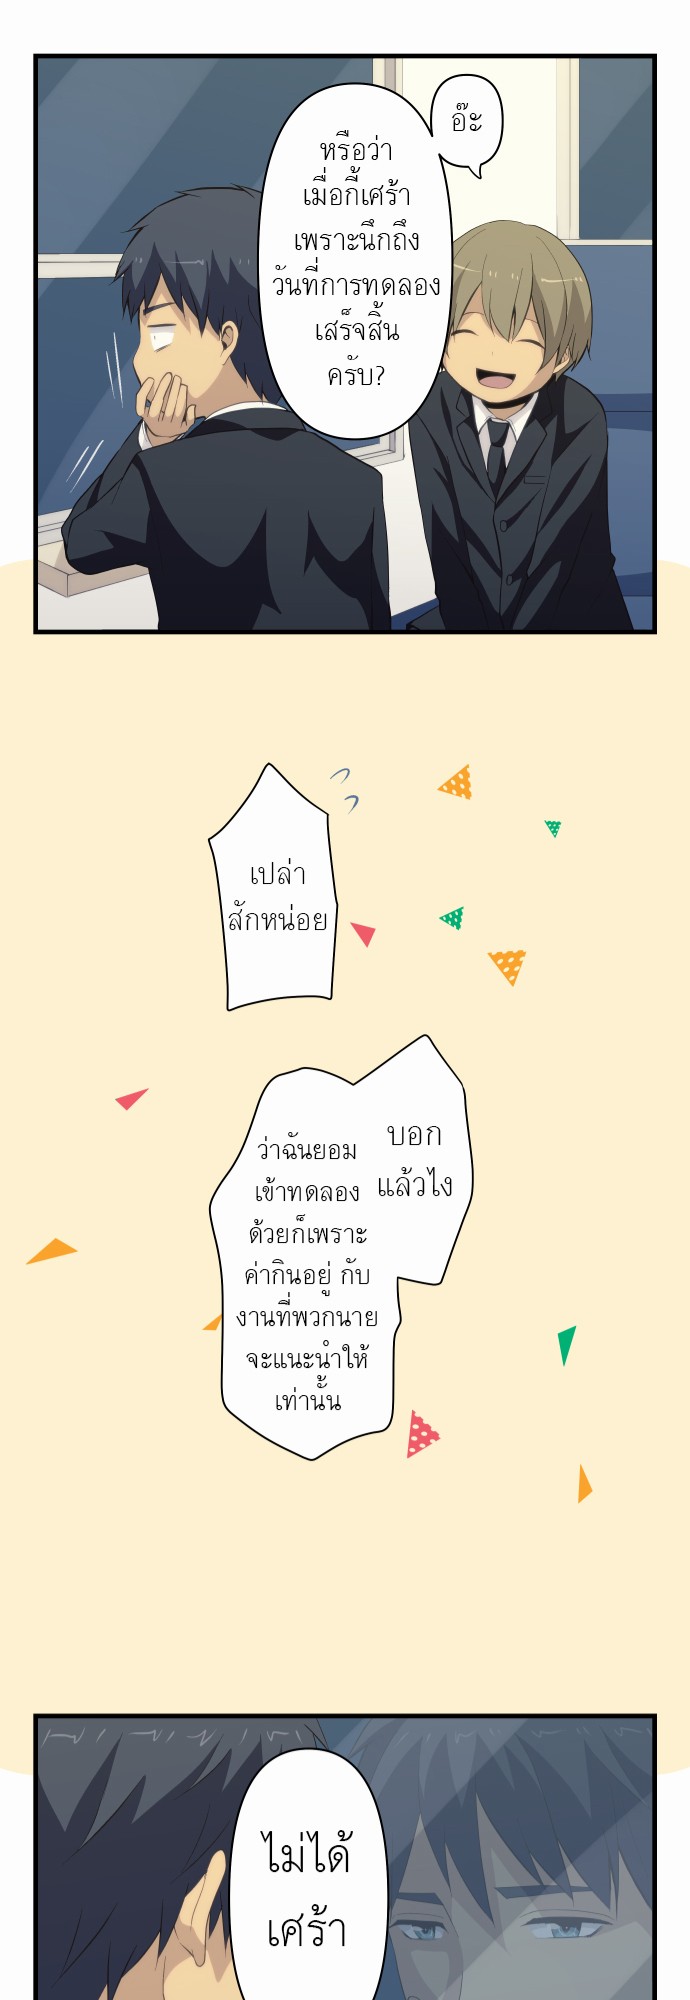 อ๊ะ
หรือว่า
เมื่อกี้เศร้า
เพราะนึกถึง
วันที่การทดลอง
เสร็จสิ้น
ครับ?
เปล่า
สักหน่อย
บอก
แล้วไง
ว่าฉันยอม
เข้าทดลอง
ด้วยก็เพราะ
ค่ากินอยู่ กับ
งานที่พวกนาย
จะแนะนำให้
เท่านั้น
ไม่ได้
เศร้า